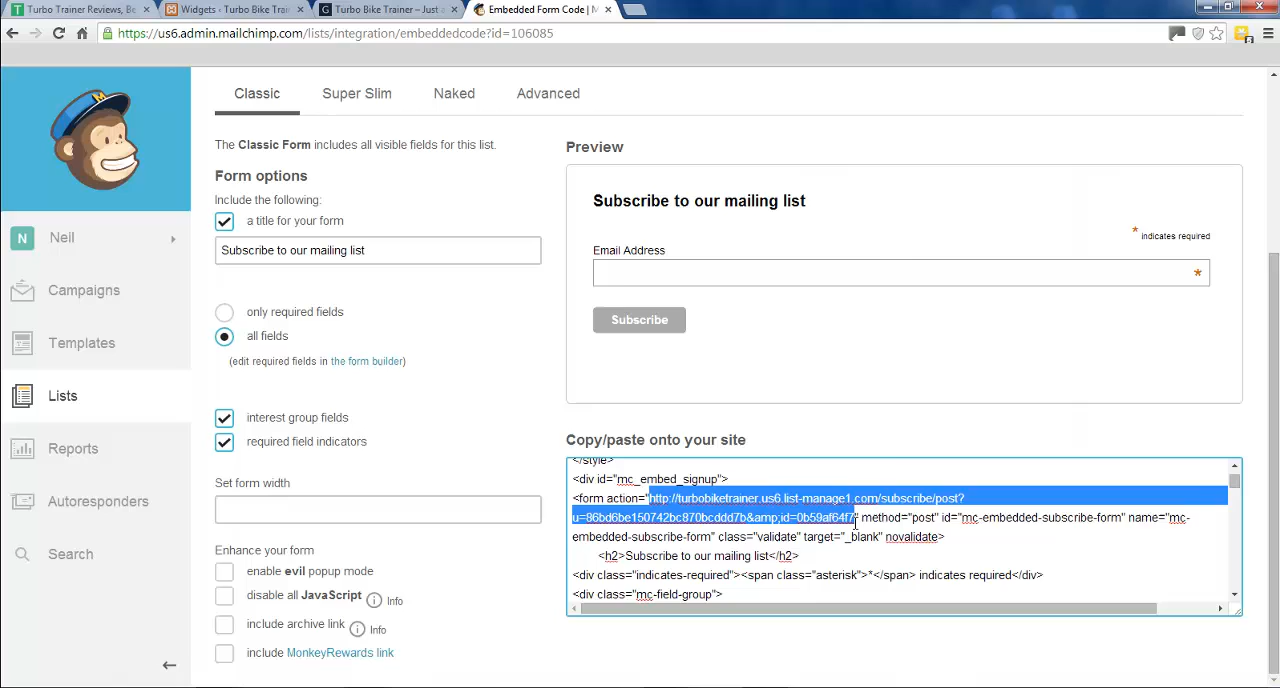 Turbo Trainer Reviews, Be
Widgets ‹ Turbo Bike Train
Turbo Bike Trainer – Just a
Embedded Form Code | M
https://us6.admin.mailchimp.com/lists/integration/embeddedcode?id=106085
Classic
Super Slim
Naked
Advanced
The Classic Form includes all visible fields for this list.
Form options
Include the following:
a title for your form
Subscribe to our mailing list
only required fields
all fields
(edit required fields in the form builder)
interest group fields
required field indicators
Set form width
Enhance your form
enable evil popup mode
disable all JavaScript Info
include archive link Info
include MonkeyRewards link
N Neil
Campaigns
Templates
Lists
Reports
Autoresponders
Search
Preview
Subscribe to our mailing list
* indicates required
Email Address
*
Subscribe
Copy/paste onto your site
</style>
<div id="mc_embed_signup">
<form action="http://turbobiketrainer.us6.list-manage1.com/subscribe/post?
u=86bd6be150742bc870bcddd7b&amp;id=0b59af64f7" method="post" id="mc-embedded-subscribe-form" name="mc-
embedded-subscribe-form" class="validate" target="_blank" novalidate>
<h2>Subscribe to our mailing list</h2>
<div class="indicates-required"><span class="asterisk">*</span> indicates required</div>
<div class="mc-field-group">